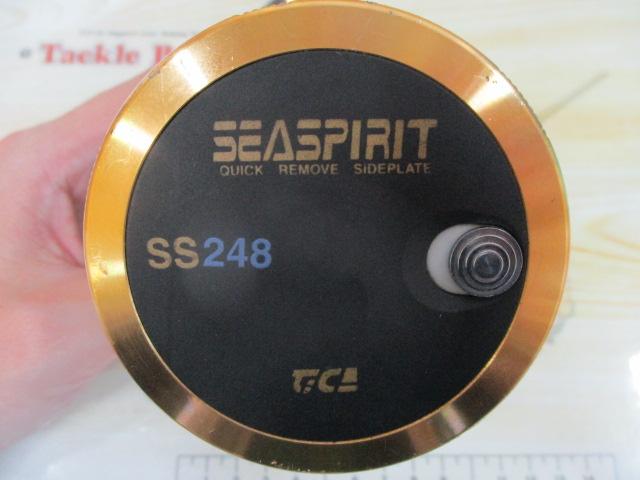 Tackle
SEASPIRIT
QUICK REMOVE SIDEPLATE
SS248
TiCA